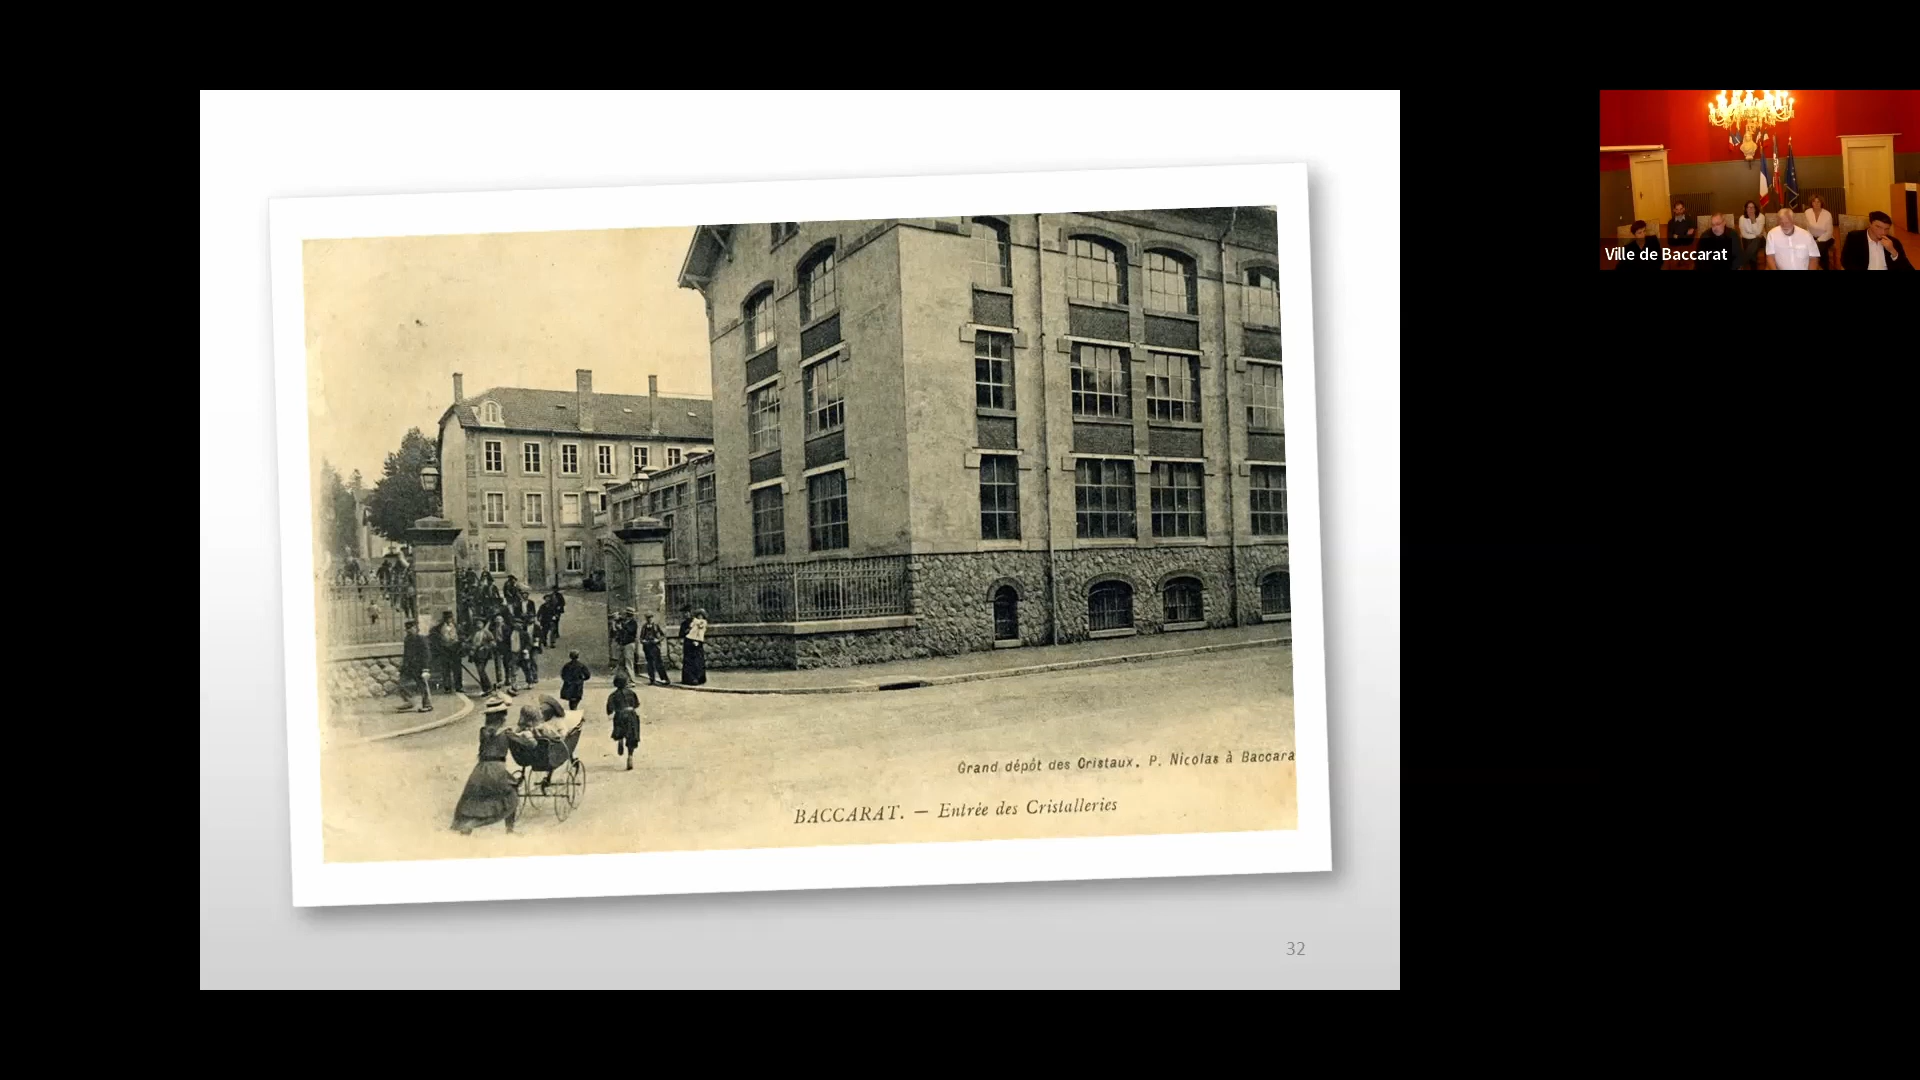 Ville de Baccarat
Grand dépôt des Cristaux. P. Nicolas à Baccara
BACCARAT. — Entrée des Cristalleries
32